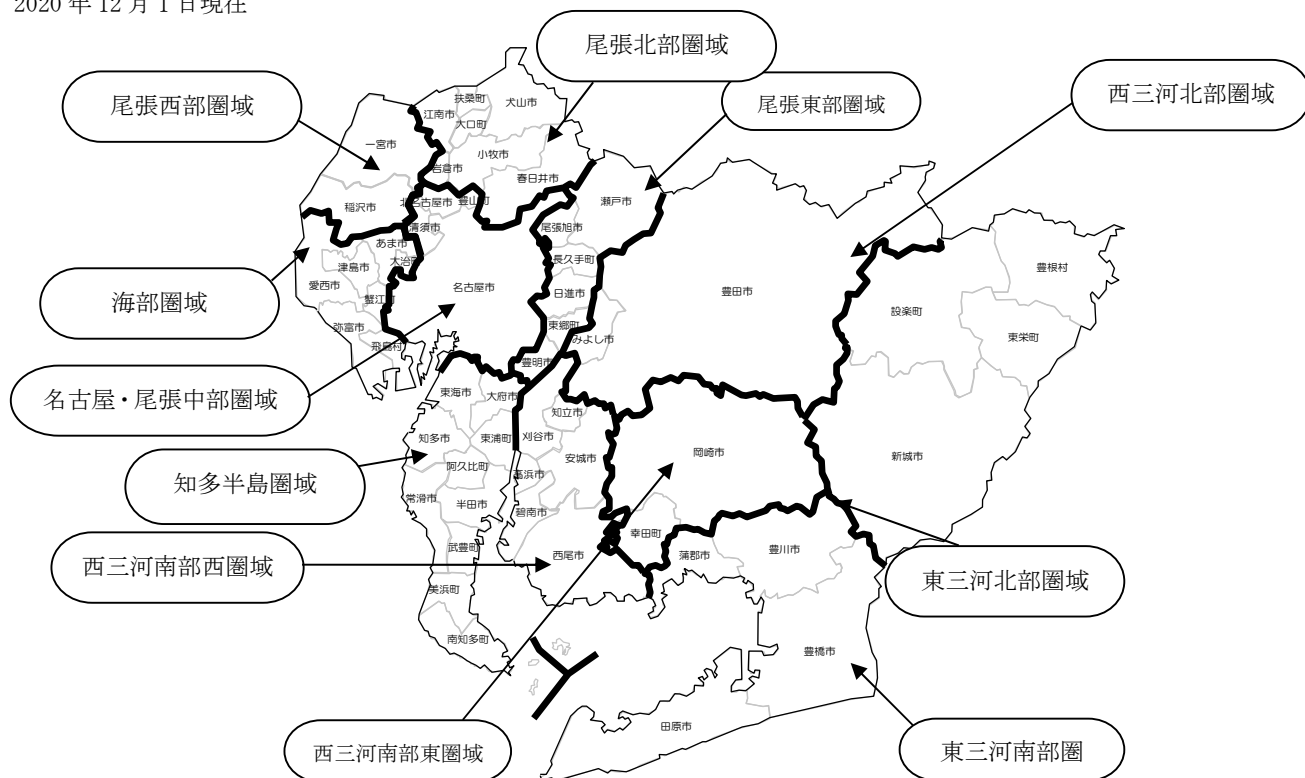 2020 年 12 月 1 日現在
尾張北部圏域
尾張西部圏域
尾張東部圏域
西三河北部圏域
扶桑町
犬山市
江南市
大口町
一宮市
小牧市
岩倉市
春日井市
稲沢市
北名古屋市
豊山町
瀬戸市
清須市
尾張旭市
あま市
大治町
津島市
長久手町
愛西市
蟹江町
名古屋市
日進市
豊田市
豊根村
設楽町
東栄町
海部圏域
弥富市
飛島村
東郷町
みよし市
豊明市
名古屋・尾張中部圏域
東海市
大府市
知立市
知多市
東浦町
刈谷市
岡崎市
新城市
安城市
阿久比町
高浜市
知多半島圏域
常滑市
半田市
碧南市
武豊町
西尾市
幸田町
蒲郡市
豊川市
西三河南部西圏域
東三河北部圏域
美浜町
南知多町
豊橋市
田原市
西三河南部東圏域
東三河南部圏